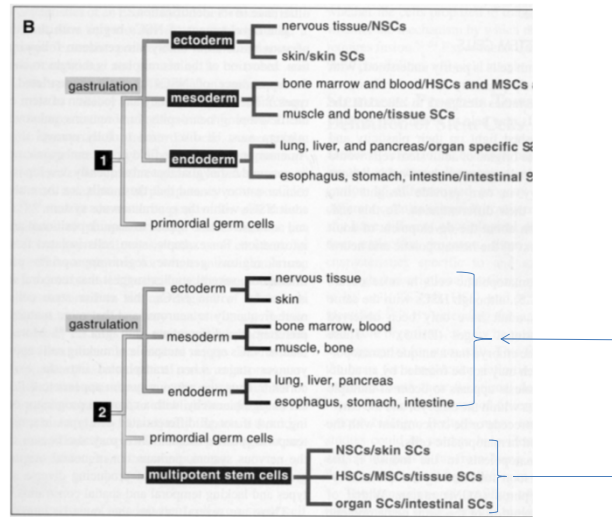 B
nervous tissue/NSCs
ectoderm
skin/skin SCs
gastrulation
bone marrow and blood/HSCs and MSCs
mesoderm
muscle and bone/tissue SCs
lung, liver, and pancreas/organ specific
1
endoderm
esophagus, stomach, intestine/intestinal
primordial germ cells
nervous tissue
ectoderm
skin
gastrulation
bone marrow, blood
mesoderm
muscle, bone
lung, liver, pancreas
endoderm
esophagus, stomach, intestine
2
primordial germ cells
NSCs/skin SCs
multipotent stem cells
HSCs/MSCs/tissue SCs
organ SCs/intestinal SCs